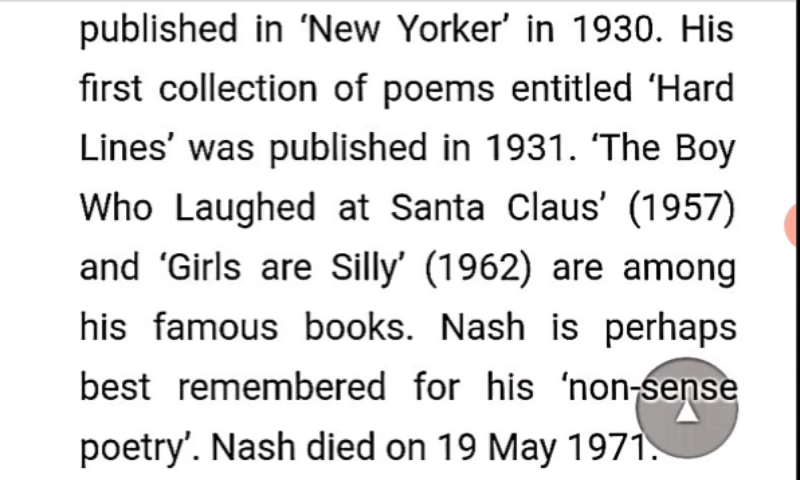 published in ‘New Yorker’ in 1930. His
first collection of poems entitled ‘Hard
Lines’ was published in 1931. ‘The Boy
Who Laughed at Santa Claus’ (1957)
and ‘Girls are Silly’ (1962) are among
his famous books. Nash is perhaps
best remembered for his ‘non-sense
poetry’. Nash died on 19 May 1971.